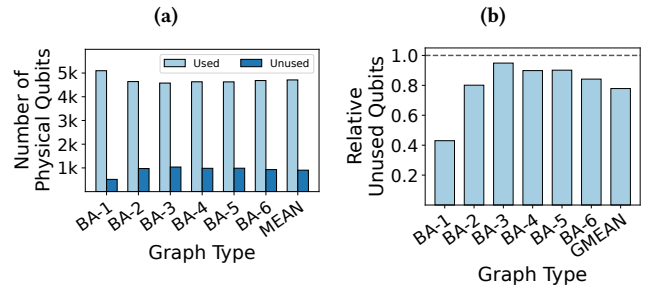 (a)
Number of
Physical Qubits
5k
4k
3k
2k
1k
Used
Unused
BA-1
BA-2
BA-3
BA-4
BA-5
BA-6
MEAN
Graph Type
(b)
Relative
Unused Qubits
1.0
0.8
0.6
0.4
0.2
BA-1
BA-2
BA-3
BA-4
BA-5
BA-6
GMEAN
Graph Type